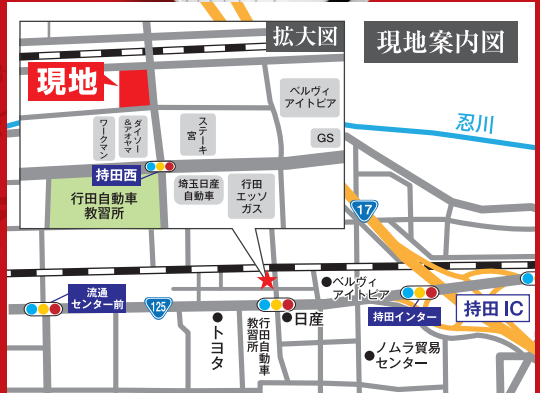 拡大図
現地案内図
現地
ベルヴィ
アイトピア
GS
ワークマン
ダイソー
&アオヤマ
ステーキ
宮
忍川
持田西
行田自動車
教習所
埼玉日産
自動車
行田
エッソ
ガス
17
流通
センター前
125
ベルヴィ
アイトピア
持田インター
持田 IC
トヨタ
行田自動車
教習所
日産
ノムラ貿易
センター